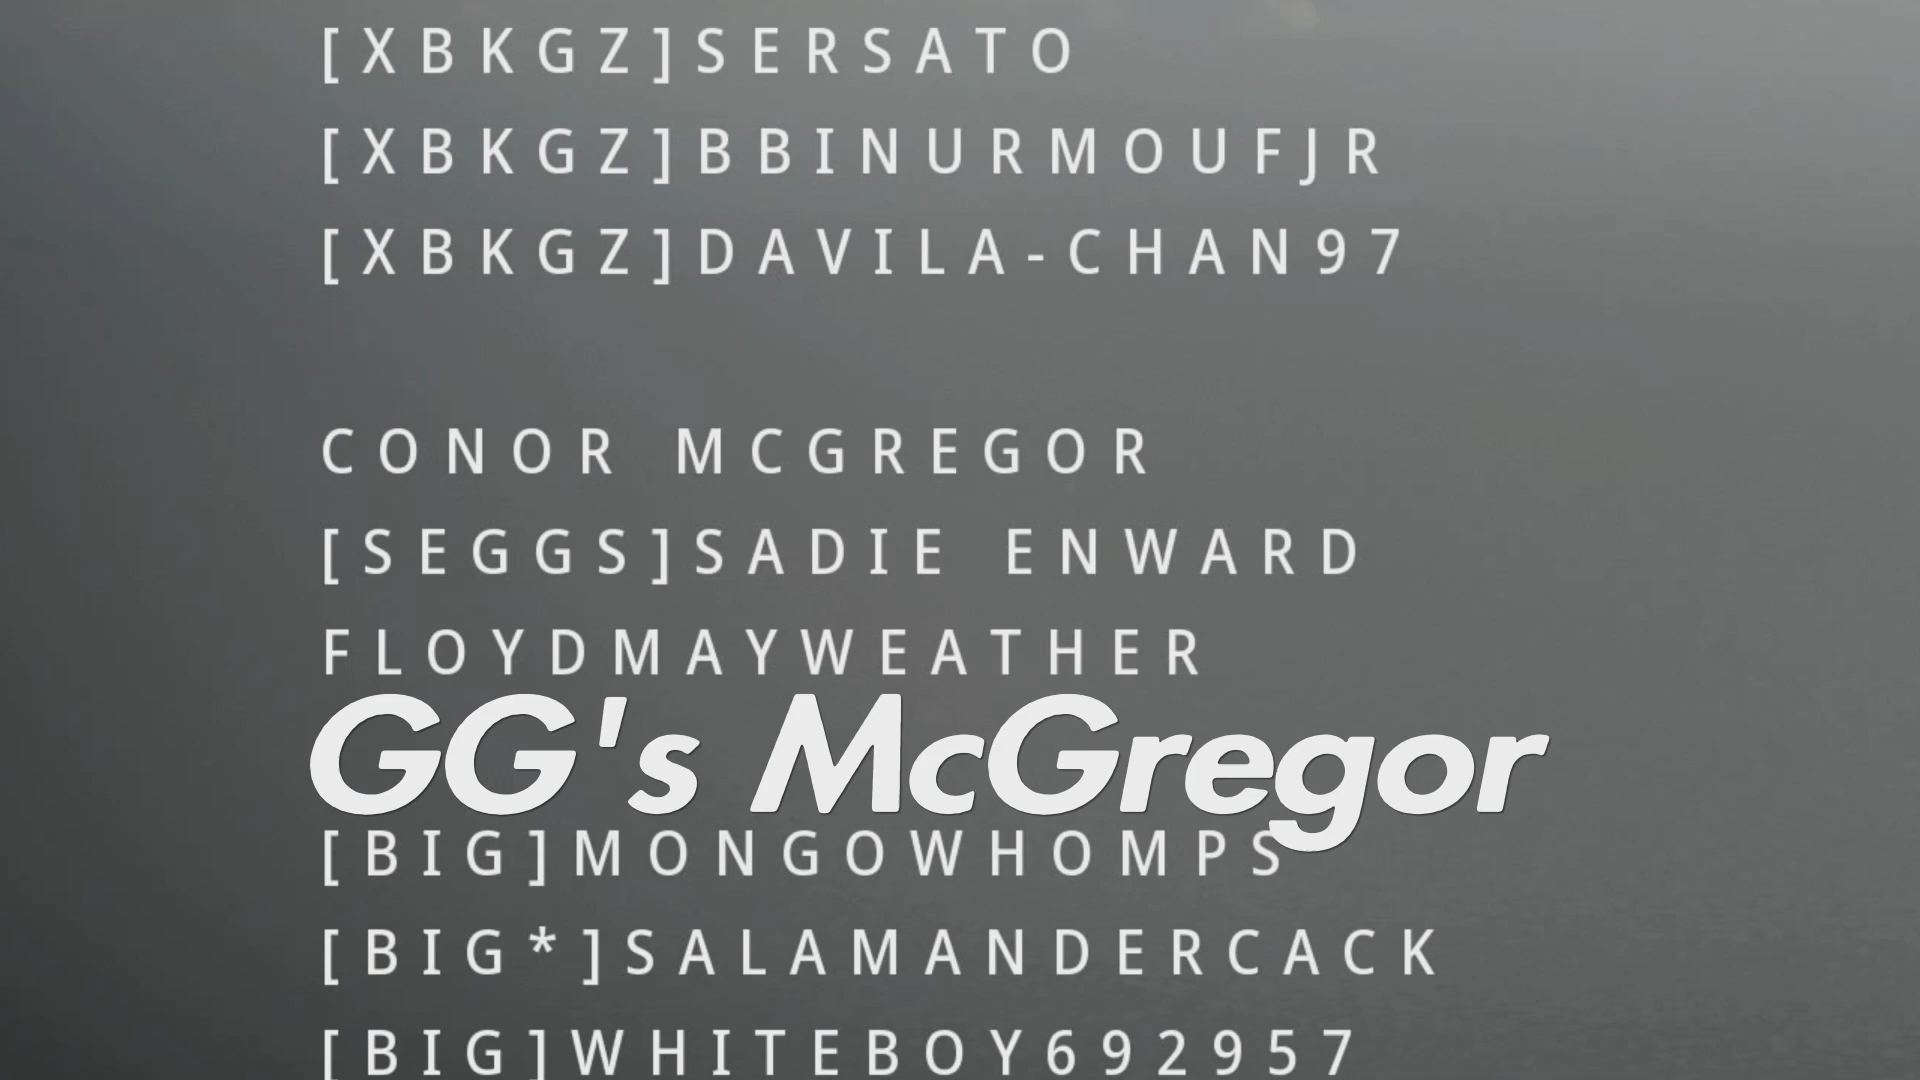 [XBKGZ]SERSATO
[XBKGZ]BBINURMOUFJR
[XBKGZ]DAVILA-CHAN97
CONOR MCGREGOR
[SEGGS]SADIE ENWARD
FLOYDMAYWEATHER
GG's McGregor
[BIG]MONGOWHOMPS
[BIG*]SALAMANDERCACK
[BIG]WHITEBOY692957